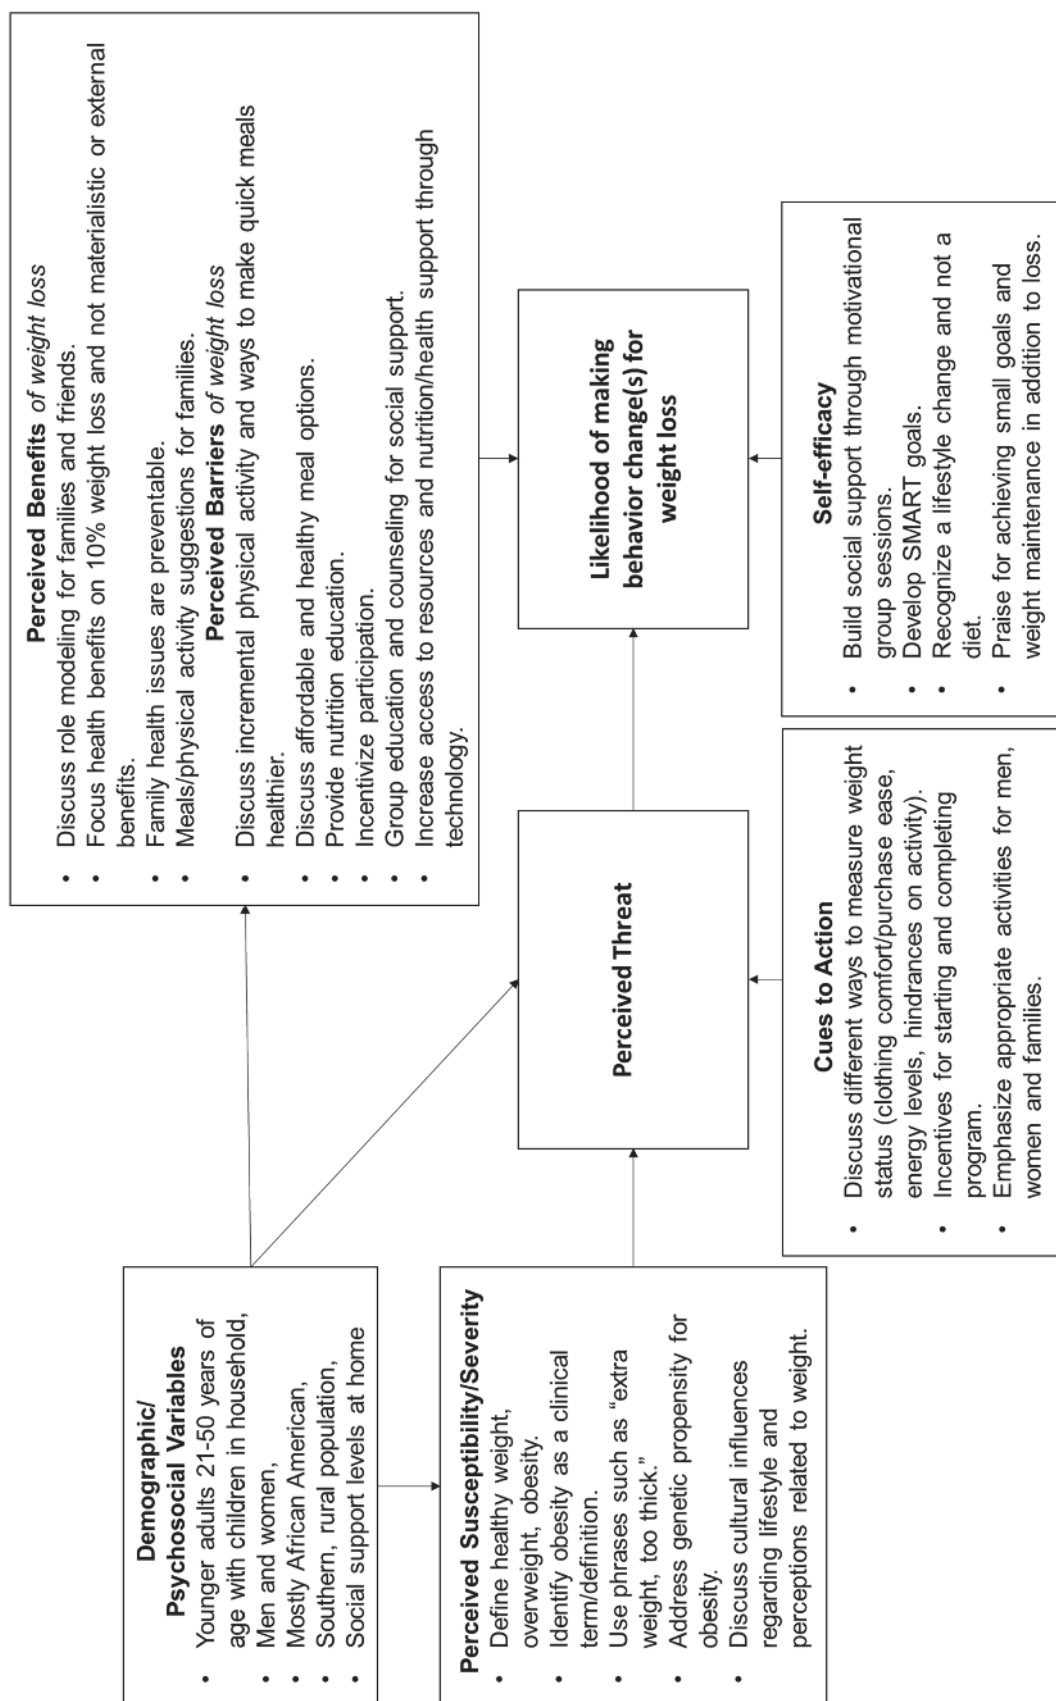 Demographic/
Psychosocial Variables
• Younger adults 21-50 years of
age with children in household,
• Men and women,
• Mostly African American,
• Southern, rural population,
• Social support levels at home
Perceived Susceptibility/Severity
• Define healthy weight,
overweight, obesity.
• Identify obesity as a clinical
term/definition.
• Use phrases such as “extra
weight, too thick.”
• Address genetic propensity for
obesity.
• Discuss cultural influences
regarding lifestyle and
perceptions related to weight.
Perceived Benefits of weight loss
• Discuss role modeling for families and friends.
• Focus health benefits on 10% weight loss and not materialistic or external
benefits.
• Family health issues are preventable.
• Meals/physical activity suggestions for families.
Perceived Barriers of weight loss
• Discuss incremental physical activity and ways to make quick meals
healthier.
• Discuss affordable and healthy meal options.
• Provide nutrition education.
• Incentivize participation.
• Group education and counseling for social support.
• Increase access to resources and nutrition/health support through
technology.
Perceived Threat
Likelihood of making
behavior change(s) for
weight loss
Cues to Action
• Discuss different ways to measure weight
status (clothing comfort/purchase ease,
energy levels, hindrances on activity).
• Incentives for starting and completing
program.
• Emphasize appropriate activities for men,
women and families.
Self-efficacy
• Build social support through motivational
group sessions.
• Develop SMART goals.
• Recognize a lifestyle change and not a
diet.
• Praise for achieving small goals and
weight maintenance in addition to loss.